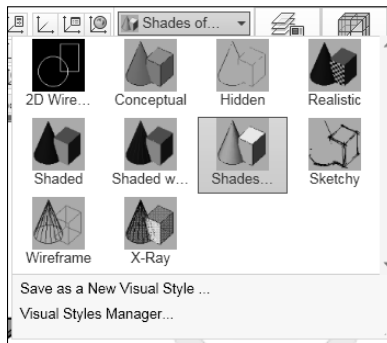 Shades of...
2D Wire... Conceptual Hidden Realistic
Shaded Shaded w... Shades... Sketchy
Wireframe X-Ray
Save as a New Visual Style ...
Visual Styles Manager...